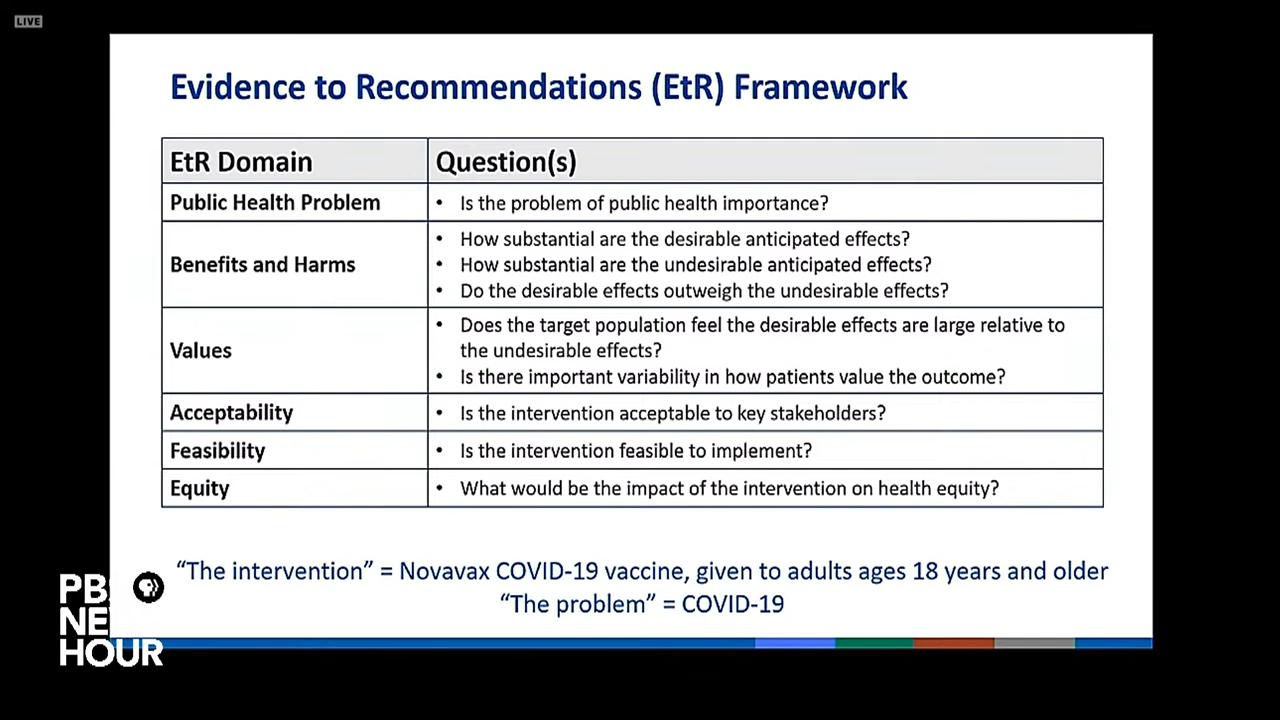 LIVE
Evidence to Recommendations (EtR) Framework
EtR Domain
Question(s)
Public Health Problem
• Is the problem of public health importance?
Benefits and Harms
• How substantial are the desirable anticipated effects?
• How substantial are the undesirable anticipated effects?
• Do the desirable effects outweigh the undesirable effects?
Values
• Does the target population feel the desirable effects are large relative to
the undesirable effects?
• Is there important variability in how patients value the outcome?
Acceptability
• Is the intervention acceptable to key stakeholders?
Feasibility
• Is the intervention feasible to implement?
Equity
• What would be the impact of the intervention on health equity?
“The intervention” = Novavax COVID-19 vaccine, given to adults ages 18 years and older
“The problem” = COVID-19
PB
NE
HOUR